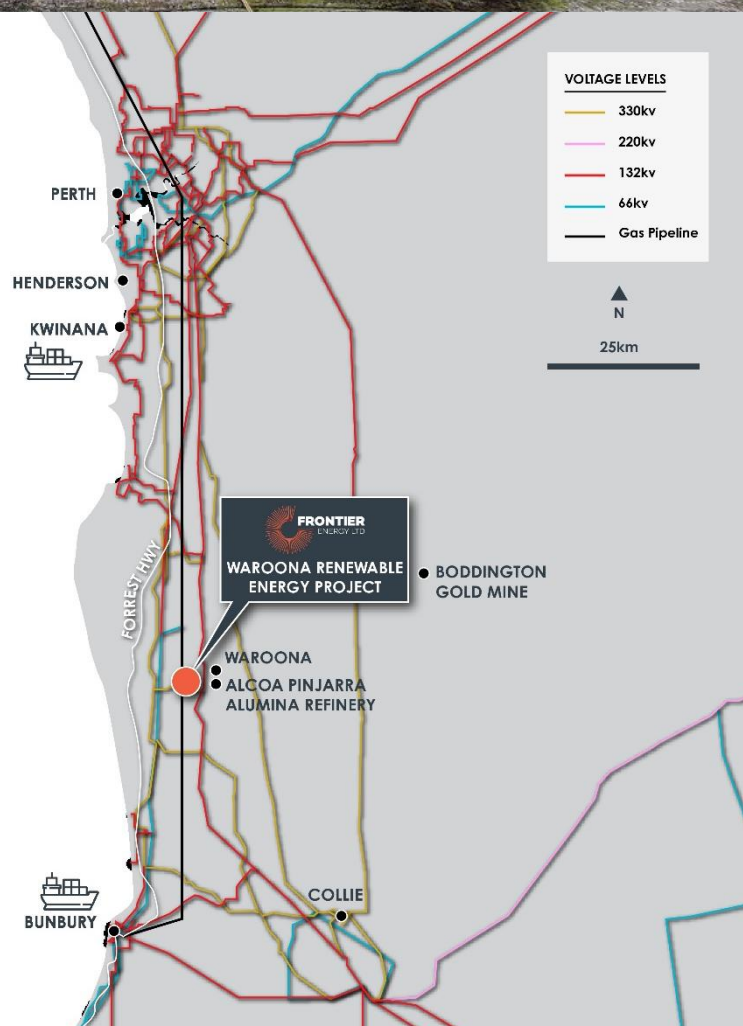 VOLTAGE LEVELS
330kv
220kv
132kv
66kv
Gas Pipeline
N
25km
PERTH
HENDERSON
KWINANA
FORREST HWY
FRONTIER
ENERGY LTD
WAROONA RENEWABLE
ENERGY PROJECT
BODDINGTON
GOLD MINE
WAROONA
ALCOA PINJARRA
ALUMINA REFINERY
COLLIE
BUNBURY